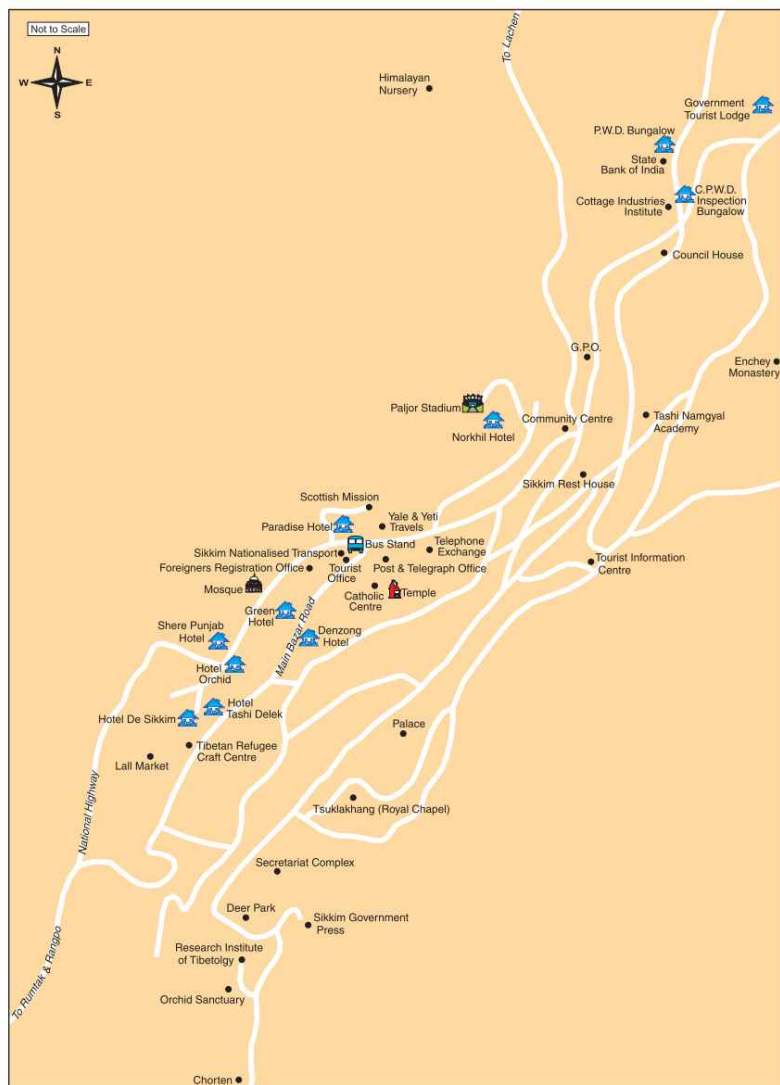 Not to Scale
N
W
E
S
To Lachen
Himalayan
Nursery
Government
Tourist Lodge
P.W.D. Bungalow
State
Bank of India
C.P.W.D.
Inspection
Bungalow
Cottage Industries
Institute
Council House
G.P.O.
Enchey
Monastery
Paljor Stadium
Norkhil Hotel
Community Centre
Tashi Namgyal
Academy
Sikkim Rest House
Scottish Mission
Yale & Yeti
Travels
Paradise Hotel
Bus Stand
Telephone
Exchange
Sikkim Nationalised Transport
Tourist
Office
Post & Telegraph Office
Foreigners Registration Office
Tourist Information
Centre
Mosque
Catholic
Centre
Temple
Green
Hotel
Main Bazar Road
Shere Punjab
Hotel
Denzong
Hotel
Hotel
Orchid
Hotel
Tashi Delek
Hotel De Sikkim
Palace
Tibetan Refugee
Craft Centre
Lall Market
National Highway
Tsuklakhang (Royal Chapel)
Secretariat Complex
Deer Park
Sikkim Government
Press
Research Institute
of Tibetolgy
Orchid Sanctuary
To Rumtak & Rangpo
Chorten